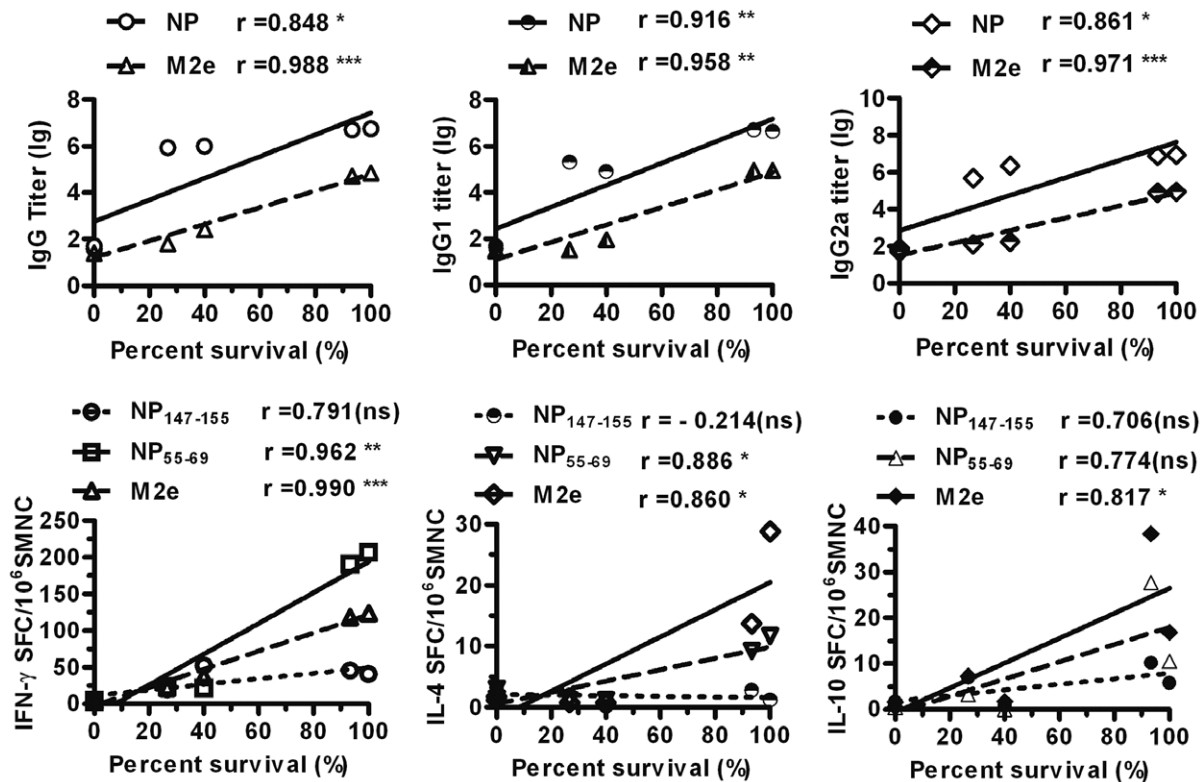 NP r=0.848 *
M2e r=0.988 ***
IgG Titer (lg)
8
6
4
2
0
0 20 40 60 80 100
Percent survival (%)
NP r=0.916 **
M2e r=0.958 **
IgG1 titer (lg)
8
6
4
2
0
0 20 40 60 80 100
Percent survival (%)
NP r=0.861 *
M2e r=0.971 ***
IgG2a titer (lg)
10
8
6
4
2
0
0 20 40 60 80 100
Percent survival (%)
NP147-155 r =0.791(ns)
NP55-69 r=0.962 **
M2e r=0.990 ***
IFN-γ SFC/10⁶SMNC
250
200
150
100
50
0
0 20 40 60 80 100
Percent survival (%)
NP147-155 r = - 0.214(ns)
NP55-69 r=0.886 *
M2e r=0.860 *
IL-4 SFC/10⁶SMNC
30
20
10
0
0 20 40 60 80 100
Percent survival (%)
NP147-155 r=0.706(ns)
NP55-69 r=0.774(ns)
M2e r=0.817 *
IL-10 SFC/10⁶SMNC
40
30
20
10
0
0 20 40 60 80 100
Percent survival (%)